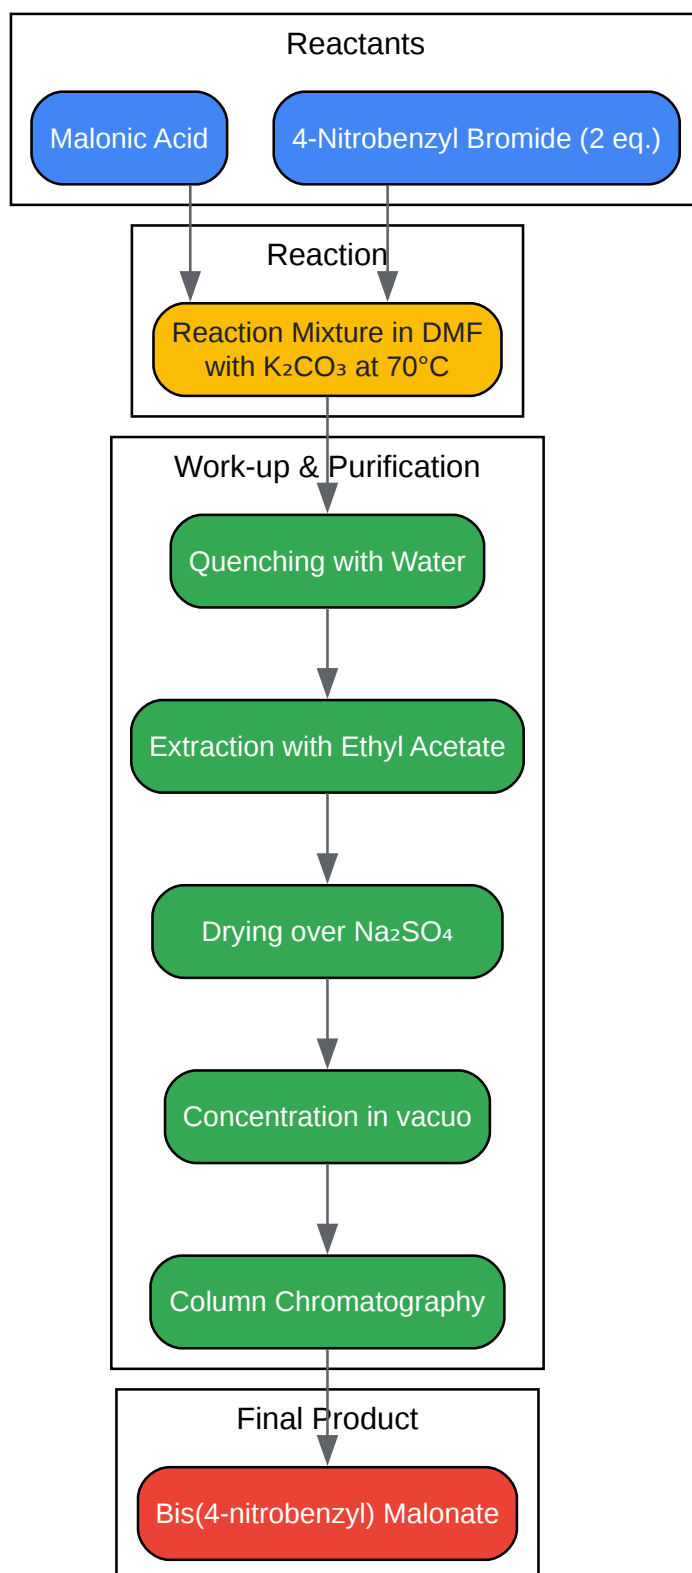 Reactants
Malonic Acid
4-Nitrobenzyl Bromide (2 eq.)
Reaction
Reaction Mixture in DMF
with K₂CO₃ at 70°C
Work-up & Purification
Quenching with Water
Extraction with Ethyl Acetate
Drying over Na₂SO₄
Concentration in vacuo
Column Chromatography
Final Product
Bis(4-nitrobenzyl) Malonate